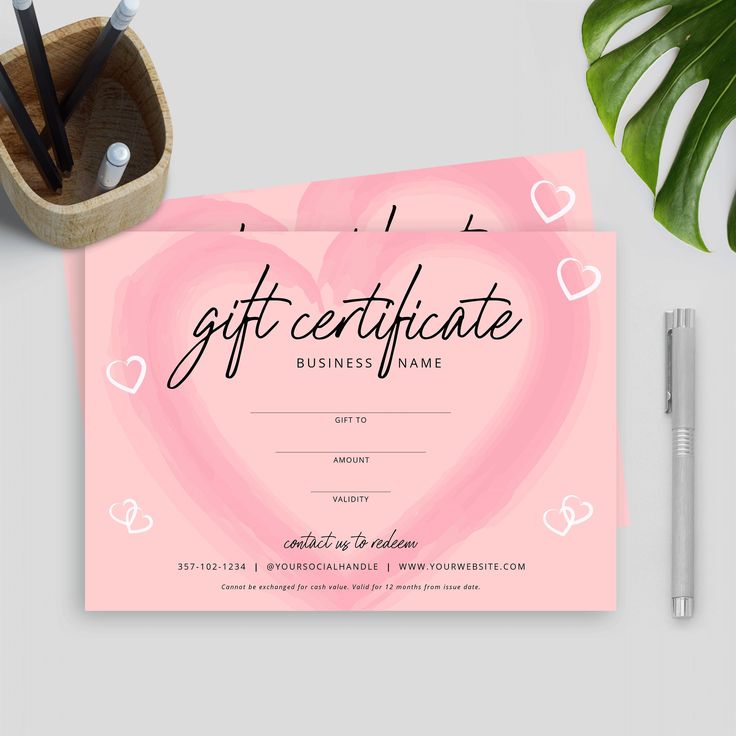 gift certificate
BUSINESS NAME
GIFT TO
AMOUNT
VALIDITY
contact us to redeem
357-102-1234 | @YOURSOCIALHANDLE | WWW.YOURWEBSITE.COM
Cannot be exchanged for cash value. Valid for 12 months from issue date.